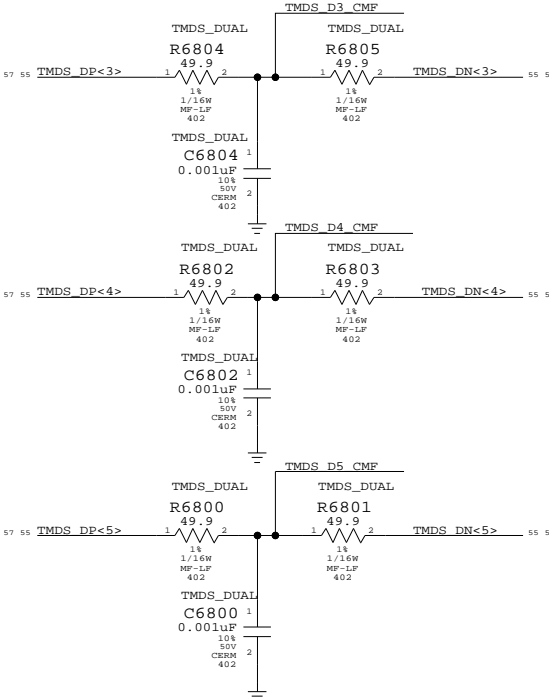 TMDS_D3_CMF
TMDS_DUAL TMDS_DUAL
R6804 R6805
49.9 49.9
57 55 TMDS_DP<3> 1 2 1 2 TMDS_DN<3> 55 5
1% 1%
1/16W 1/16W
MF-LF MF-LF
402 402
TMDS_DUAL
C6804 1
0.001uF
10%
50V
CERM 2
402
TMDS_D4_CMF
TMDS_DUAL TMDS_DUAL
R6802 R6803
49.9 49.9
57 55 TMDS_DP<4> 1 2 1 2 TMDS_DN<4> 55 5
1% 1%
1/16W 1/16W
MF-LF MF-LF
402 402
TMDS_DUAL
C6802 1
0.001uF
10%
50V
CERM 2
402
TMDS_D5_CMF
TMDS_DUAL TMDS_DUAL
R6800 R6801
49.9 49.9
57 55 TMDS_DP<5> 1 2 1 2 TMDS_DN<5> 55 5
1% 1%
1/16W 1/16W
MF-LF MF-LF
402 402
TMDS_DUAL
C6800 1
0.001uF
10%
50V
CERM 2
402